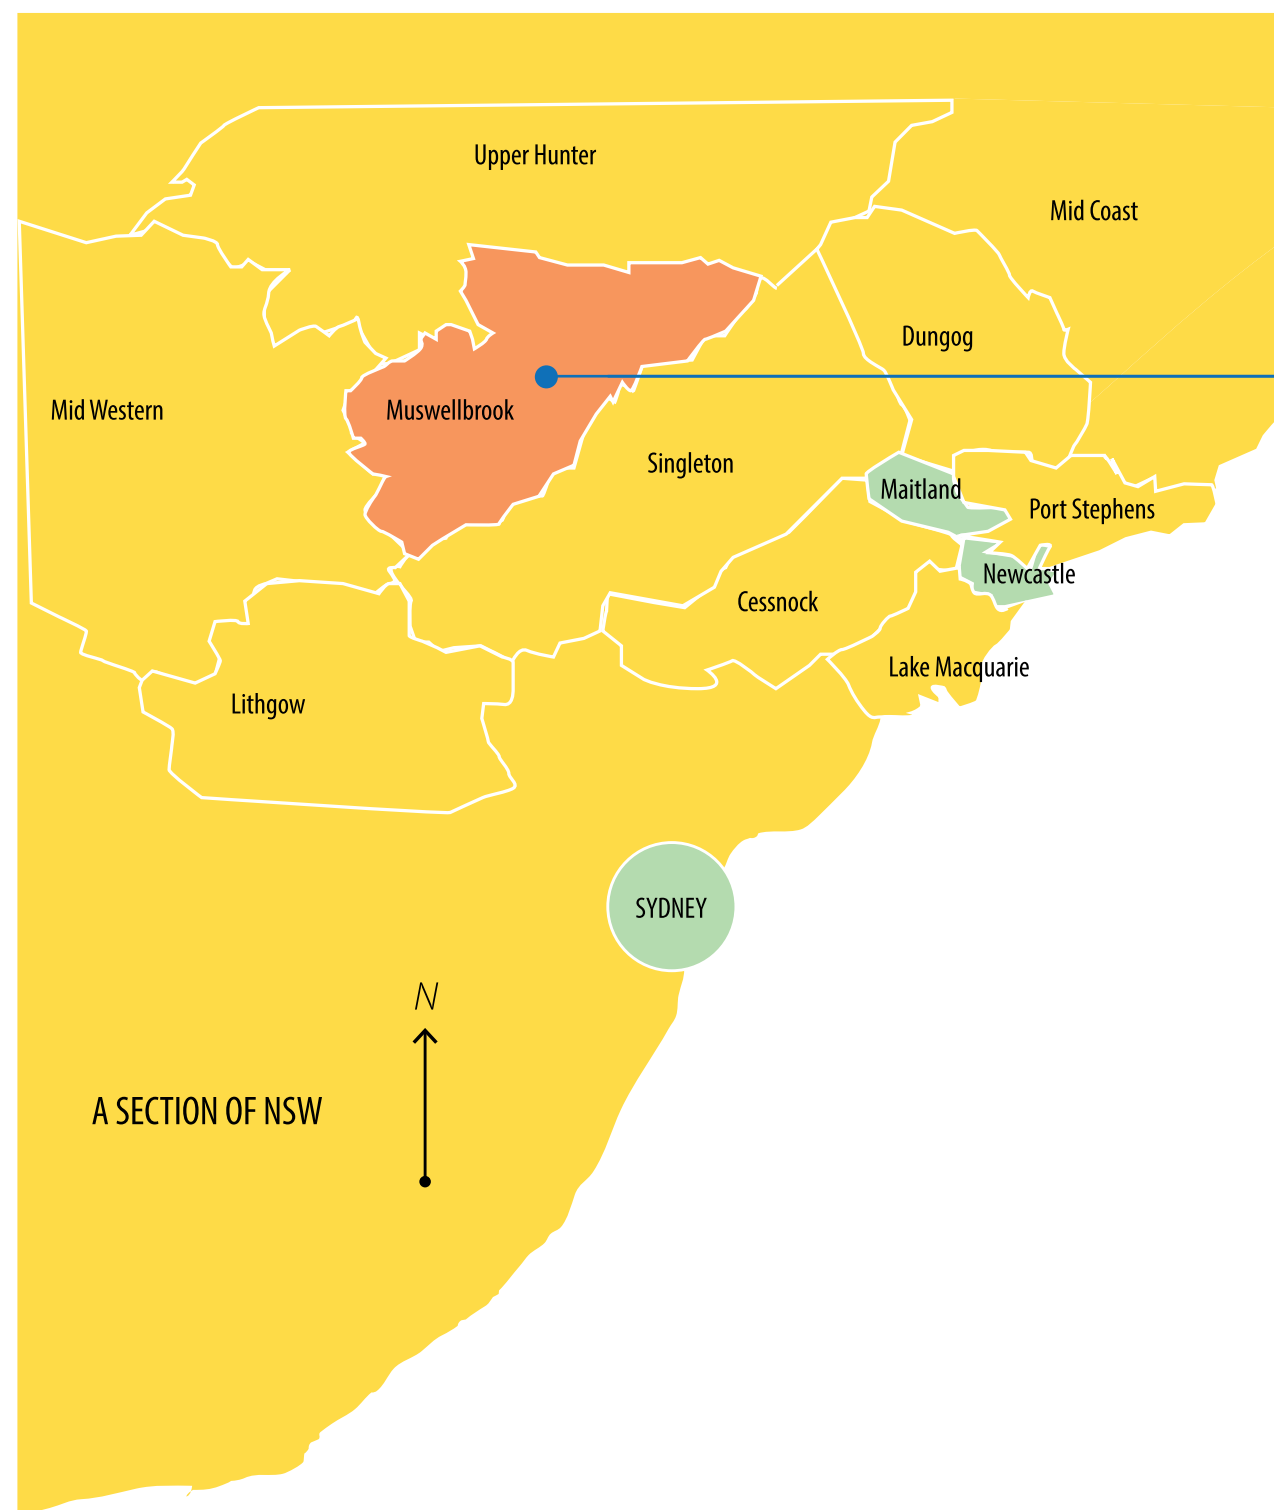 Upper Hunter
Mid Coast
Dungog
Mid Western
Muswellbrook
Singleton
Maitland
Port Stephens
Newcastle
Cessnock
Lake Macquarie
Lithgow
SYDNEY
N
A SECTION OF NSW